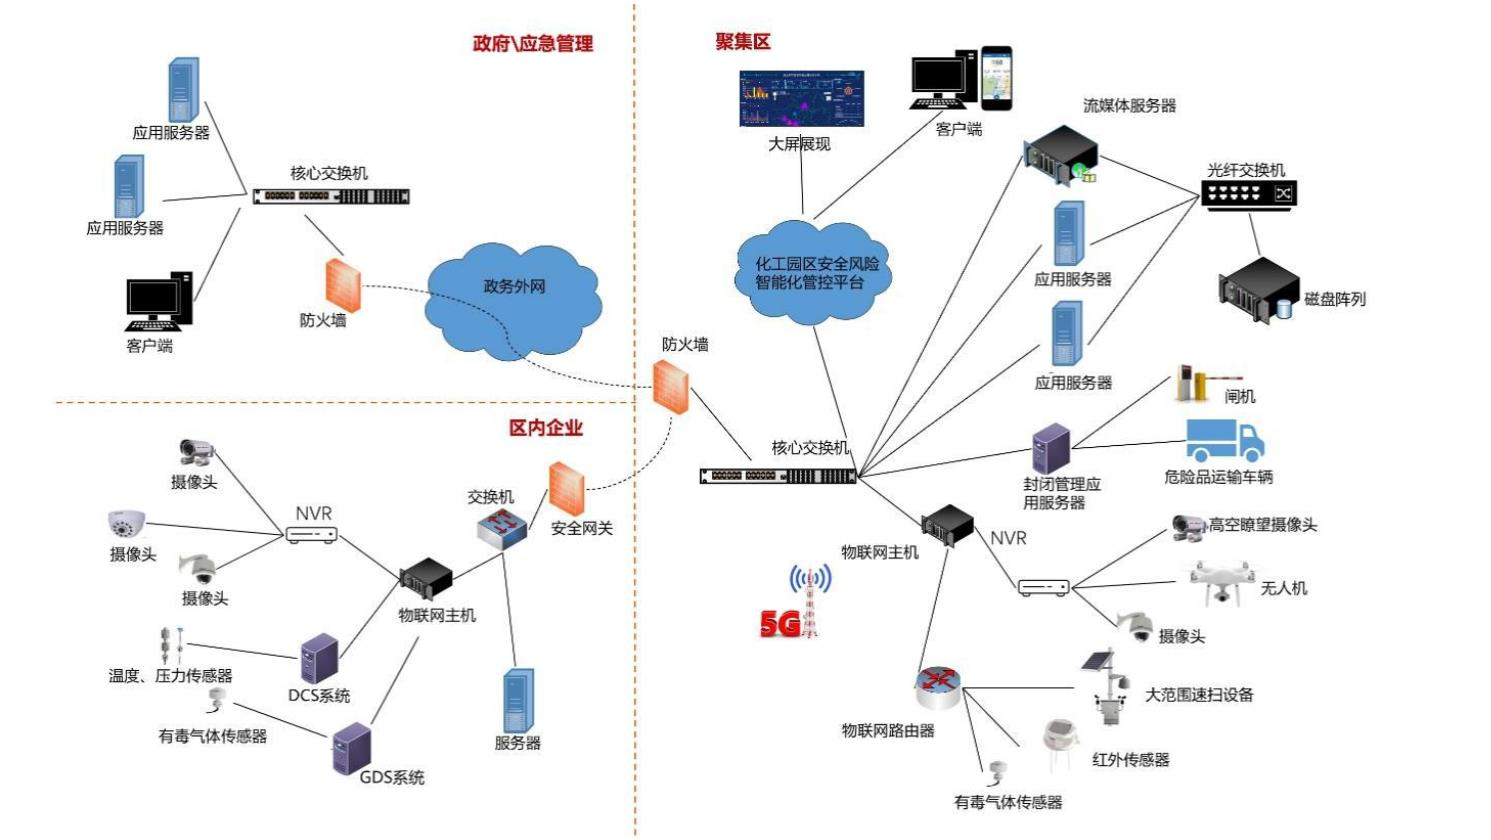 政府\应急管理
应用服务器
核心交换机
应用服务器
政务外网
防火墙
客户端
区内企业
摄像头
NVR
交换机
安全网关
摄像头
摄像头
物联网主机
温度、压力传感器
DCS系统
有毒气体传感器
服务器
GDS系统
聚集区
大屏展现
客户端
流媒体服务器
光纤交换机
化工园区安全风险
智能化管控平台
应用服务器
磁盘阵列
防火墙
应用服务器
闸机
核心交换机
封闭管理应
用服务器
危险品运输车辆
高空瞭望摄像头
物联网主机
NVR
无人机
5G
摄像头
大范围速扫设备
物联网路由器
红外传感器
有毒气体传感器